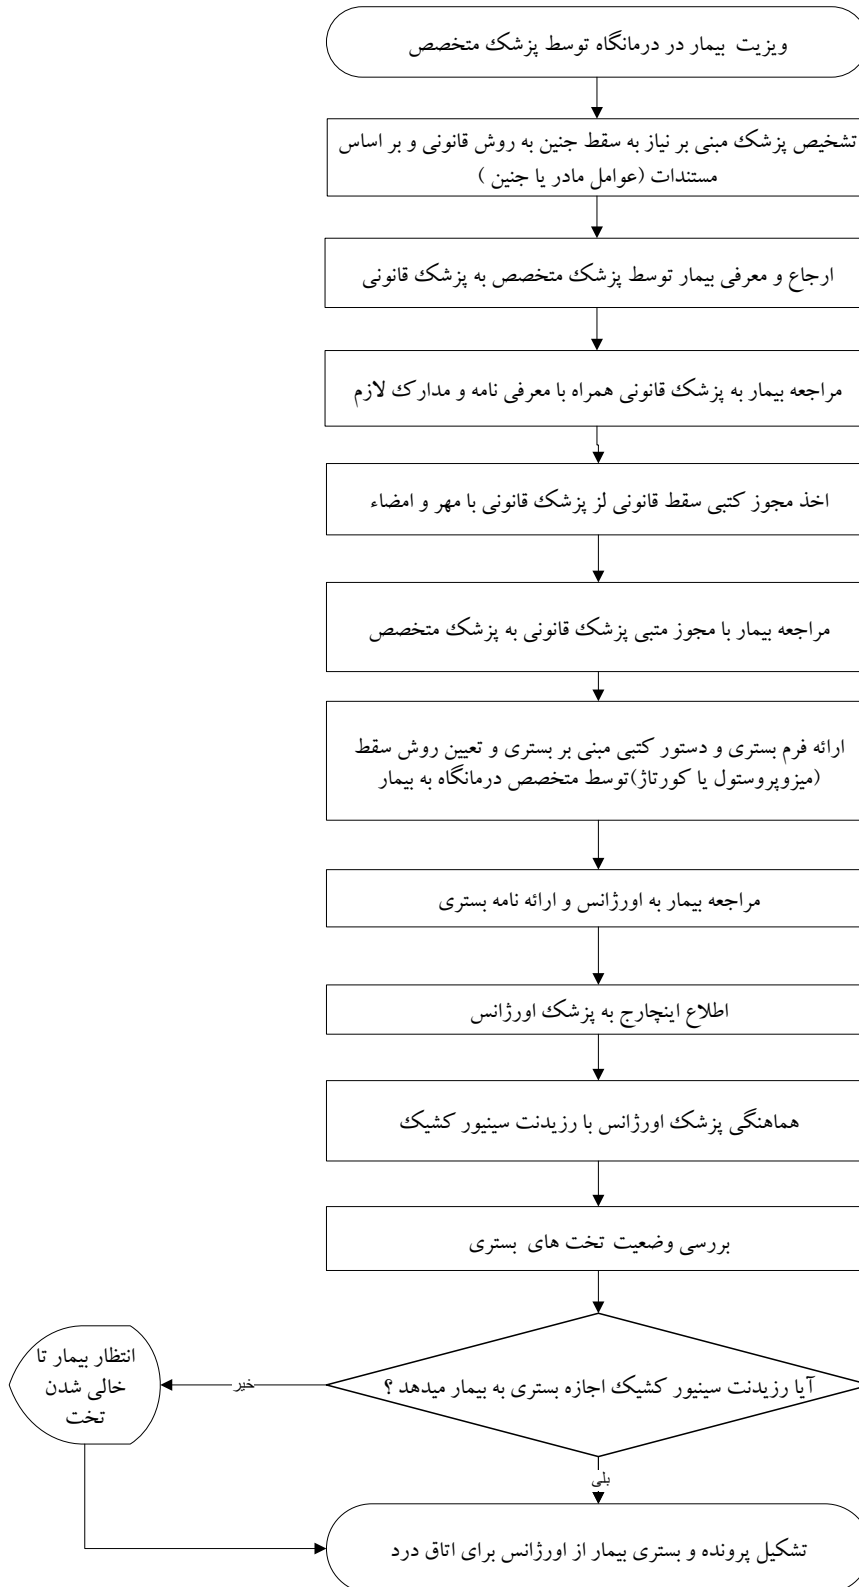 ویزیت بیمار در درمانگاه توسط پزشک متخصص
تشخیص پزشک مبنی بر نیاز به سقط جنین به روش قانونی و بر اساس
مستندات (عوامل مادر یا جنین )
ارجاع و معرفی بیمار توسط پزشک متخصص به پزشک قانونی
مراجعه بیمار به پزشک قانونی همراه با معرفی نامه و مدارک لازم
اخذ مجوز کتبی سقط قانونی لز پزشک قانونی با مهر و امضاء
مراجعه بیمار با مجوز متبی پزشک قانونی به پزشک متخصص
ارائه فرم بستری و دستور کتبی مبنی بر بستری و تعیین روش سقط
(میزوپروستول یا کورتاژ)توسط متخصص درمانگاه به بیمار
مراجعه بیمار به اورژانس و ارائه نامه بستری
اطلاع اینچارج به پزشک اورژانس
هماهنگی پزشک اورژانس با رزیدنت سینیور کشیک
بررسی وضعیت تخت های بستری
آیا رزیدنت سینیور کشیک اجازه بستری به بیمار میدهد ؟
خیر
انتظار بیمار تا
خالی شدن
تخت
بلی
تشکیل پرونده و بستری بیمار از اورژانس برای اتاق درد